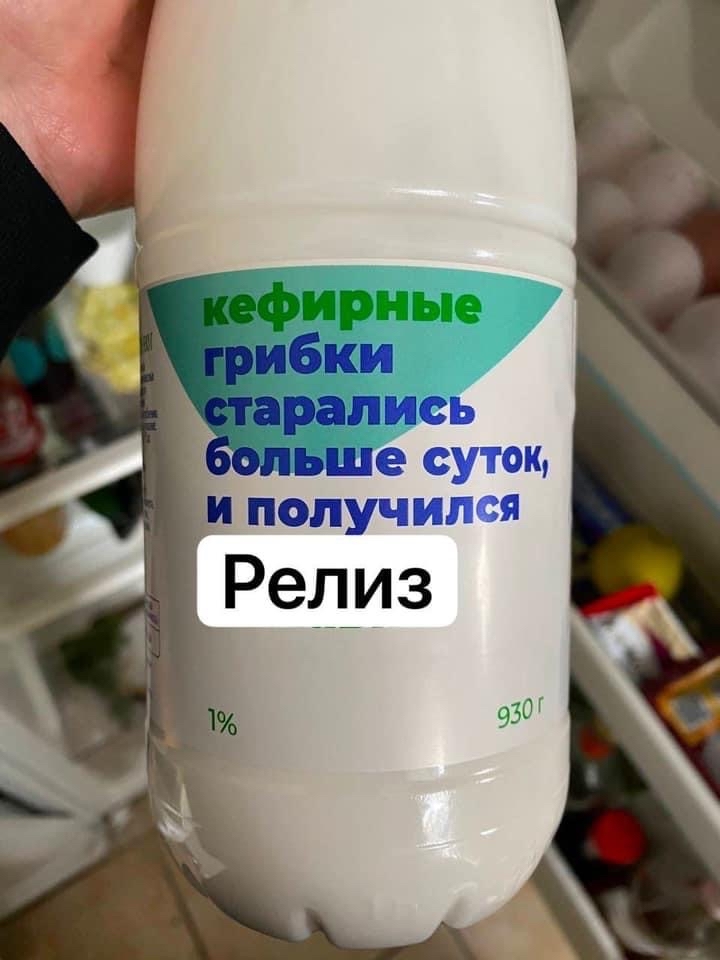 кефирные
грибки
старались
больше суток,
и получился
Релиз
1%
930 г